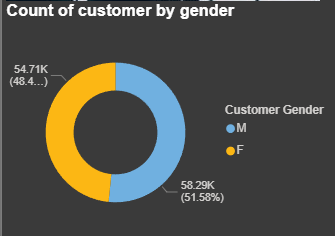 Count of customer by gender
54.71K
(48.4...)
Customer Gender
M
F
58.29K
(51.58%)